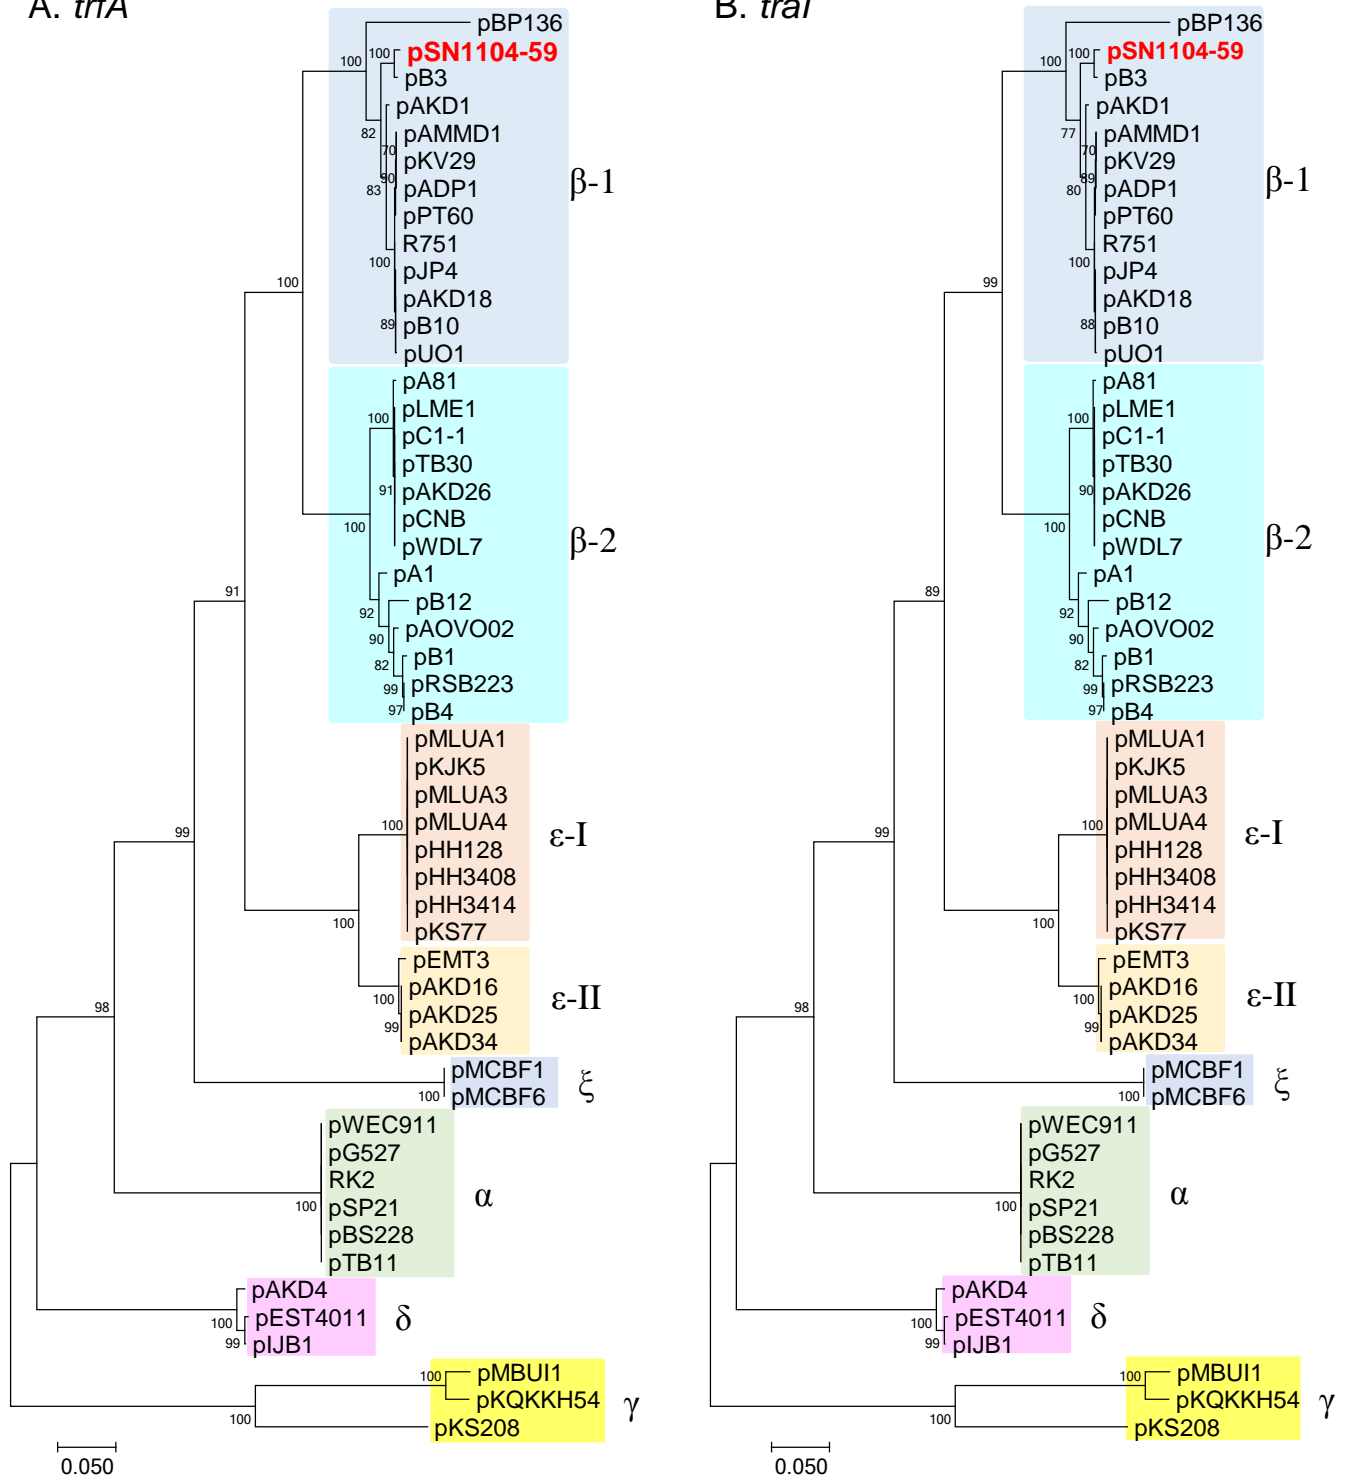 A. trfA
100
pBP136
100
pSN1104-59
pB3
pAKD1
82
pAMMD1
70
pKV29
90
83
pADP1
pPT60
R751
100
pJP4
pAKD18
89
pB10
pUO1
β-1
100
pA81
100
pLME1
pC1-1
pTB30
91
pAKD26
pCNB
100
pWDL7
β-2
pA1
92
pB12
90
pAOVO02
82
pB1
99
pRSB223
97
pB4
91
pMLUA1
pKJK5
pMLUA3
100
pMLUA4
pHH128
pHH3408
pHH3414
pKS77
ε-I
100
pEMT3
100
pAKD16
pAKD25
99
pAKD34
ε-II
99
pMCBF1
100
pMCBF6
ξ
98
pWEC911
pG527
RK2
100
pSP21
pBS228
pTB11
α
pAKD4
100
pEST4011
99
pIJB1
δ
100
pMBUI1
pKQKKH54
100
pKS208
γ
0.050
B. traI
100
pBP136
100
pSN1104-59
pB3
pAKD1
77
pAMMD1
70
pKV29
89
80
pADP1
pPT60
R751
100
pJP4
pAKD18
88
pB10
pUO1
β-1
99
pA81
100
pLME1
pC1-1
pTB30
90
pAKD26
pCNB
100
pWDL7
β-2
pA1
92
pB12
90
pAOVO02
82
pB1
99
pRSB223
97
pB4
89
pMLUA1
pKJK5
pMLUA3
100
pMLUA4
pHH128
pHH3408
pHH3414
pKS77
ε-I
100
pEMT3
100
pAKD16
pAKD25
99
pAKD34
ε-II
99
pMCBF1
100
pMCBF6
ξ
98
pWEC911
pG527
RK2
100
pSP21
pBS228
pTB11
α
pAKD4
100
pEST4011
99
pIJB1
δ
100
pMBUI1
pKQKKH54
100
pKS208
γ
0.050